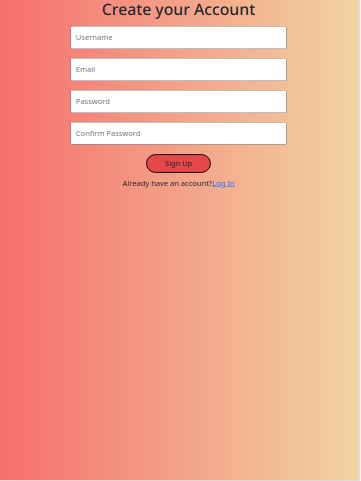 Create your Account
Username
Email
Password
Confirm Password
Sign Up
Already have an account?Log In